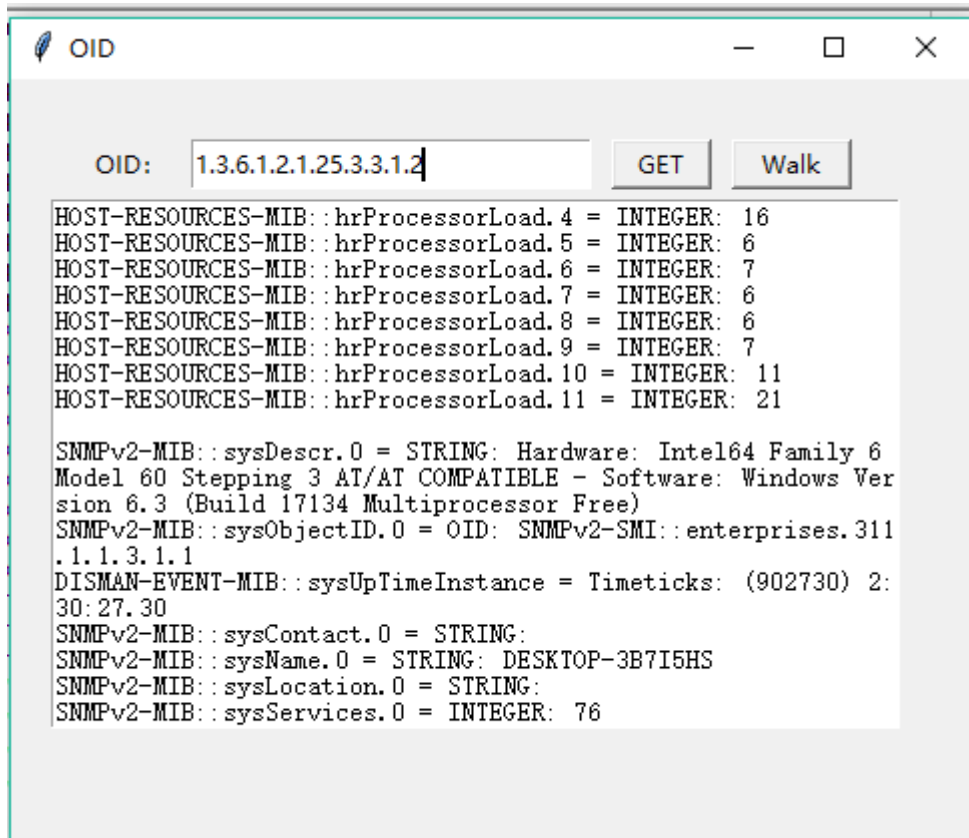 OID
OID:
1.3.6.1.2.1.25.3.3.1.2
GET
Walk
HOST-RESOURCES-MIB::hrProcessorLoad.4 = INTEGER: 16
HOST-RESOURCES-MIB::hrProcessorLoad.5 = INTEGER: 6
HOST-RESOURCES-MIB::hrProcessorLoad.6 = INTEGER: 7
HOST-RESOURCES-MIB::hrProcessorLoad.7 = INTEGER: 6
HOST-RESOURCES-MIB::hrProcessorLoad.8 = INTEGER: 6
HOST-RESOURCES-MIB::hrProcessorLoad.9 = INTEGER: 7
HOST-RESOURCES-MIB::hrProcessorLoad.10 = INTEGER: 11
HOST-RESOURCES-MIB::hrProcessorLoad.11 = INTEGER: 21
SNMPv2-MIB::sysDescr.0 = STRING: Hardware: Intel64 Family 6
Model 60 Stepping 3 AT/AT COMPATIBLE - Software: Windows Ver
sion 6.3 (Build 17134 Multiprocessor Free)
SNMPv2-MIB::sysObjectID.0 = OID: SNMPv2-SMI::enterprises.311
.1.1.3.1.1
DISMAN-EVENT-MIB::sysUpTimeInstance = Timeticks: (902730) 2:
30:27.30
SNMPv2-MIB::sysContact.0 = STRING:
SNMPv2-MIB::sysName.0 = STRING: DESKTOP-3B7I5HS
SNMPv2-MIB::sysLocation.0 = STRING:
SNMPv2-MIB::sysServices.0 = INTEGER: 76